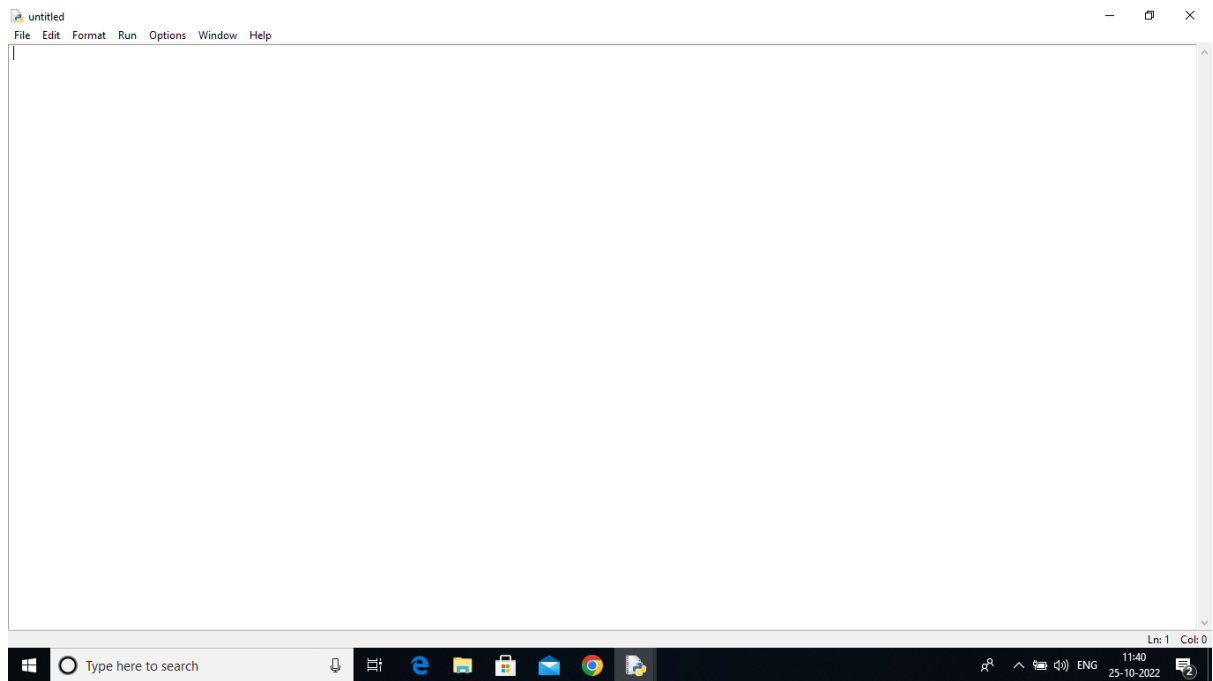 untitled
File Edit Format Run Options Window Help
Ln: 1 Col: 0
Type here to search
ENG
11:40
25-10-2022
2